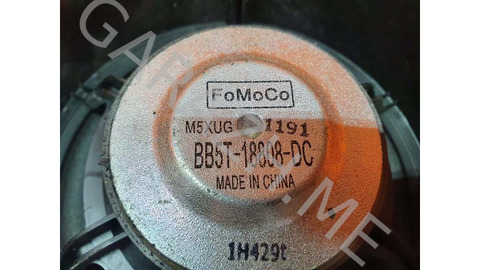 FoMoCo
M5XUG 1191
BB5T-18808-DC
MADE IN CHINA
1H429t